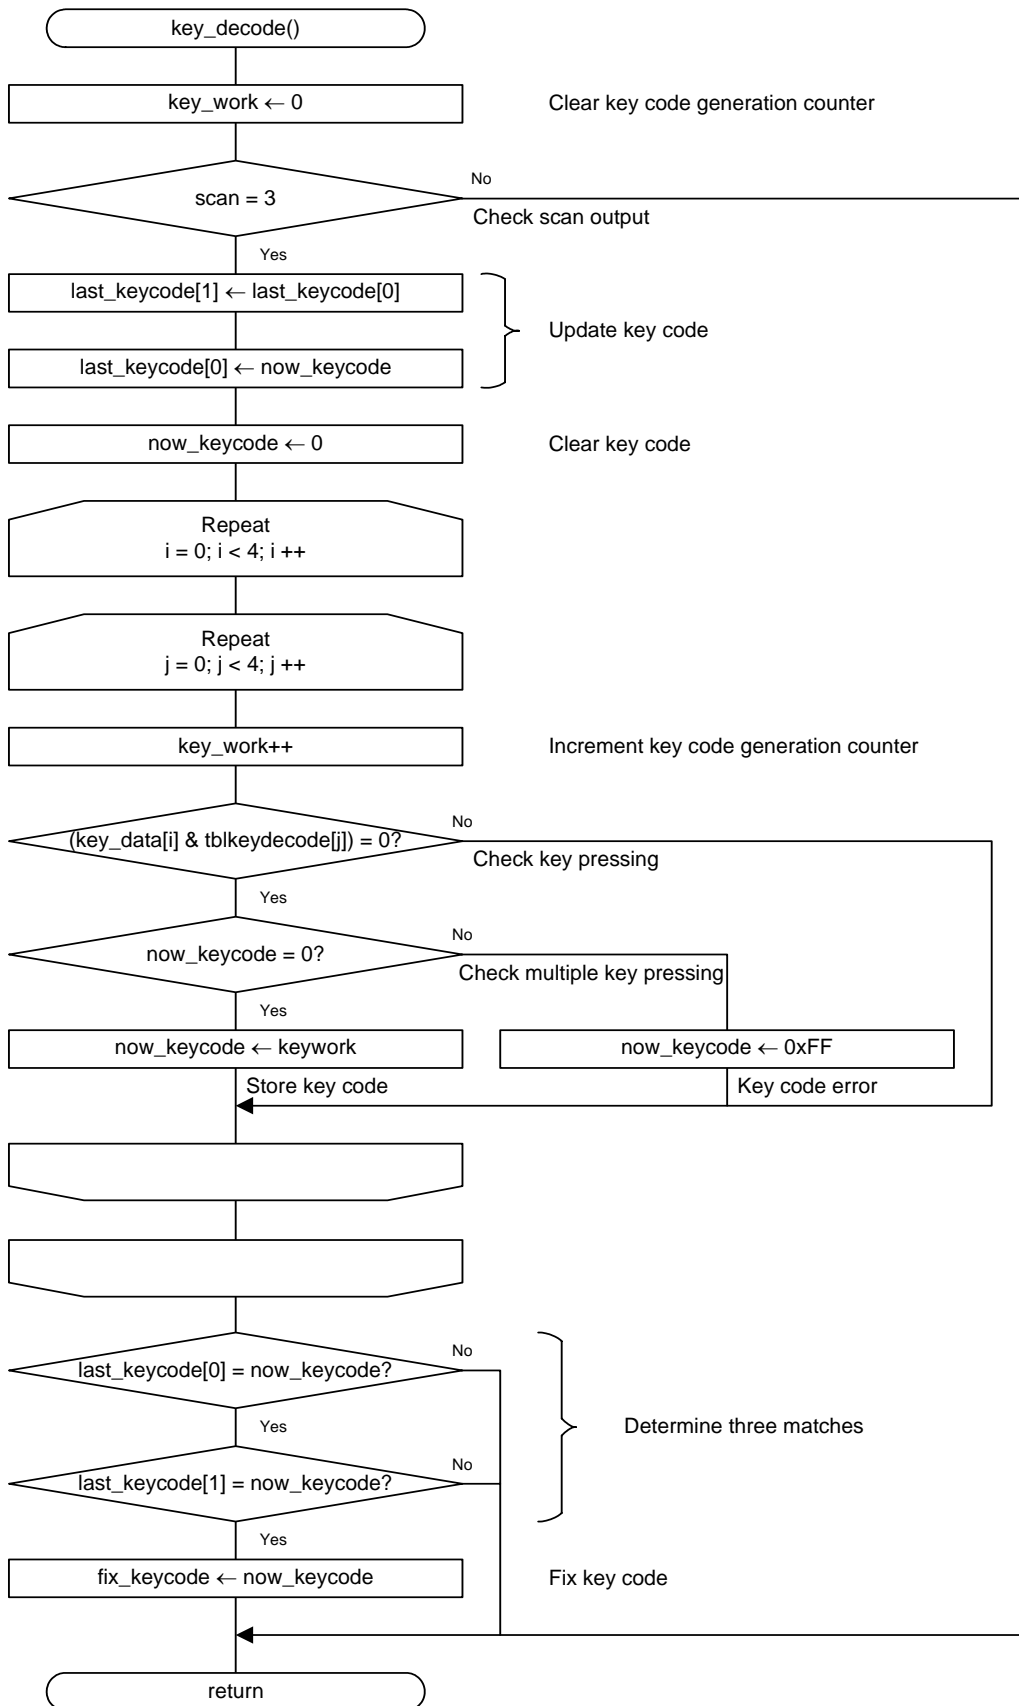 key_decode()
key_work ← 0
Clear key code generation counter
scan = 3
No
Check scan output
Yes
last_keycode[1] ← last_keycode[0]
Update key code
last_keycode[0] ← now_keycode
now_keycode ← 0
Clear key code
Repeat
i = 0; i < 4; i ++
Repeat
j = 0; j < 4; j ++
key_work++
Increment key code generation counter
(key_data[i] & tblkeydecode[j]) = 0?
No
Check key pressing
Yes
now_keycode = 0?
No
Check multiple key pressing
Yes
now_keycode ← keywork
now_keycode ← 0xFF
Store key code
Key code error
last_keycode[0] = now_keycode?
No
Yes
Determine three matches
last_keycode[1] = now_keycode?
No
Yes
fix_keycode ← now_keycode
Fix key code
return